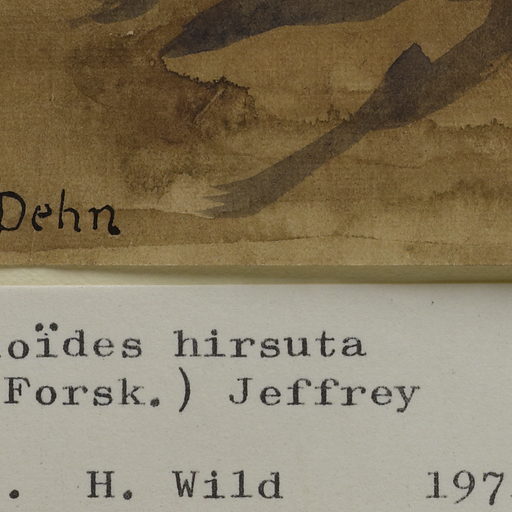 Dehn
oïdes hirsuta
Forsk.) Jeffrey
. H. Wild 197